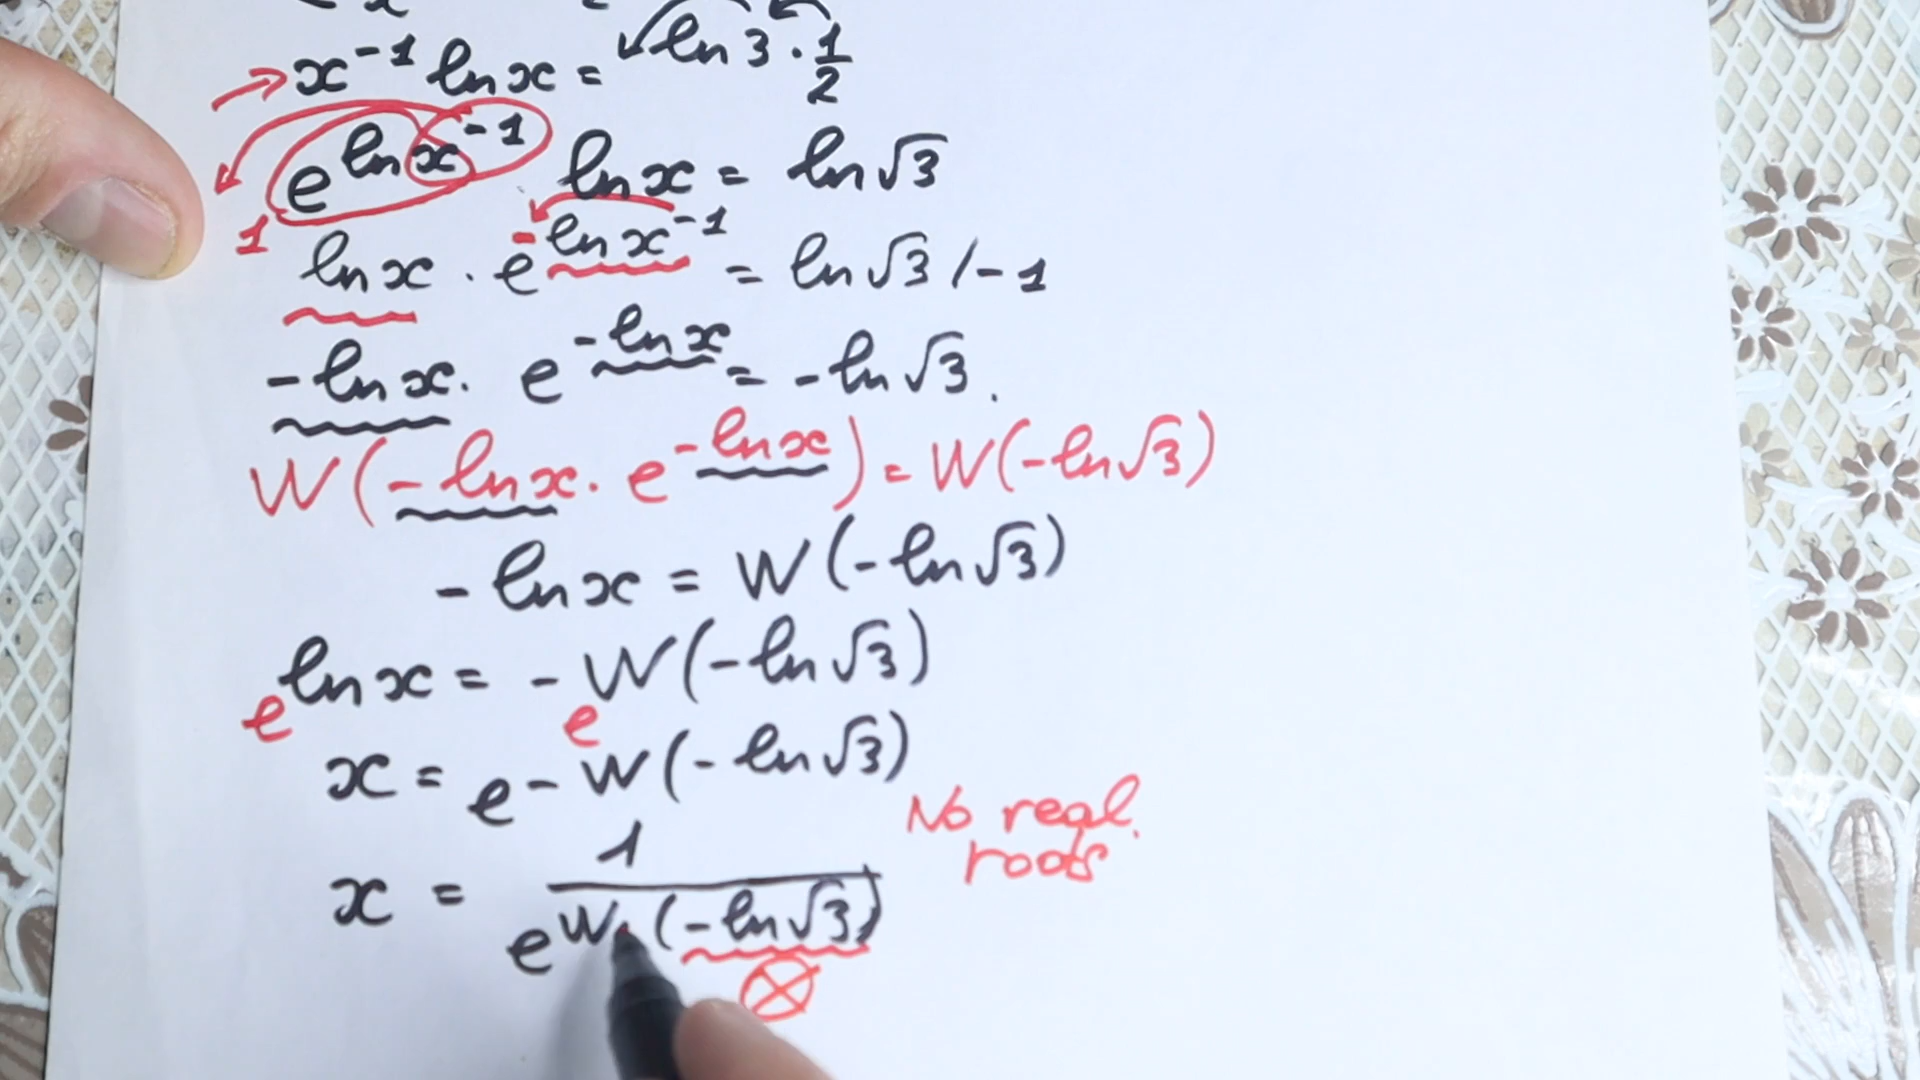 x⁻¹ ln x = ln 3 · 1/2
e^(ln x⁻¹) ln x = ln √3
1
ln x · e^(-ln x⁻¹) = ln √3 / -1
-ln x · e^(-ln x) = -ln √3.
W(-ln x · e^(-ln x)) = W(-ln √3)
-ln x = W(-ln √3)
e^(ln x) = e^(-W(-ln √3))
x = e^(-W(-ln √3))
No real roots
x = 1/e^(W(-ln √3))